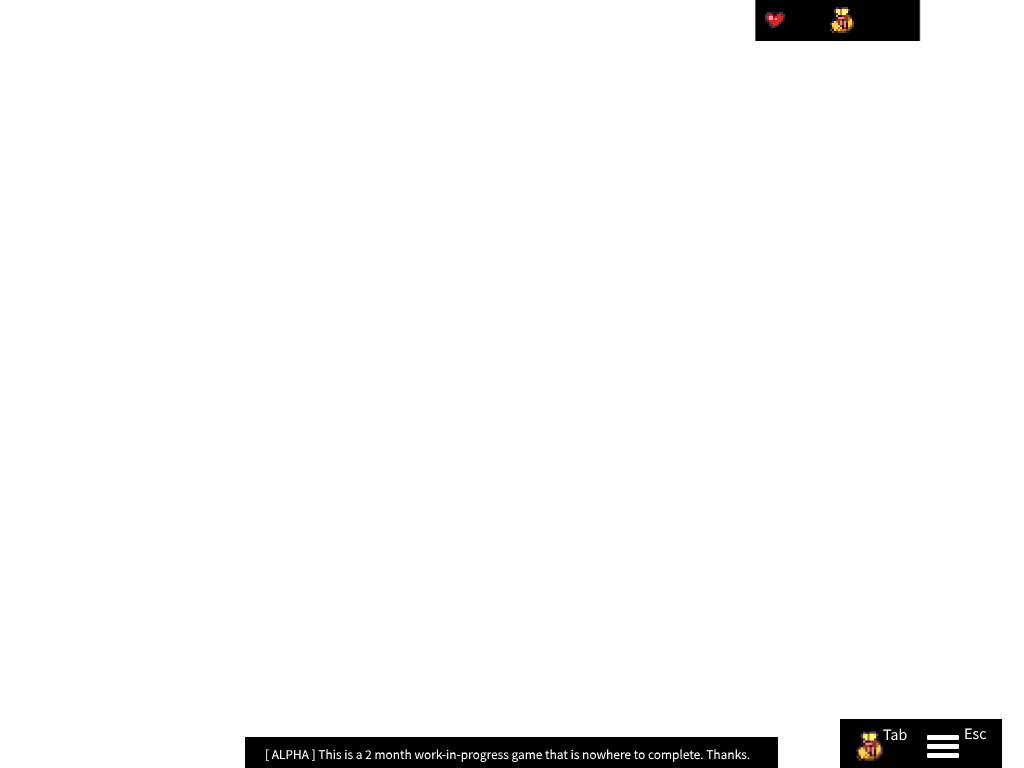 Tab
Esc
[ ALPHA ] This is a 2 month work-in-progress game that is nowhere to complete. Thanks.